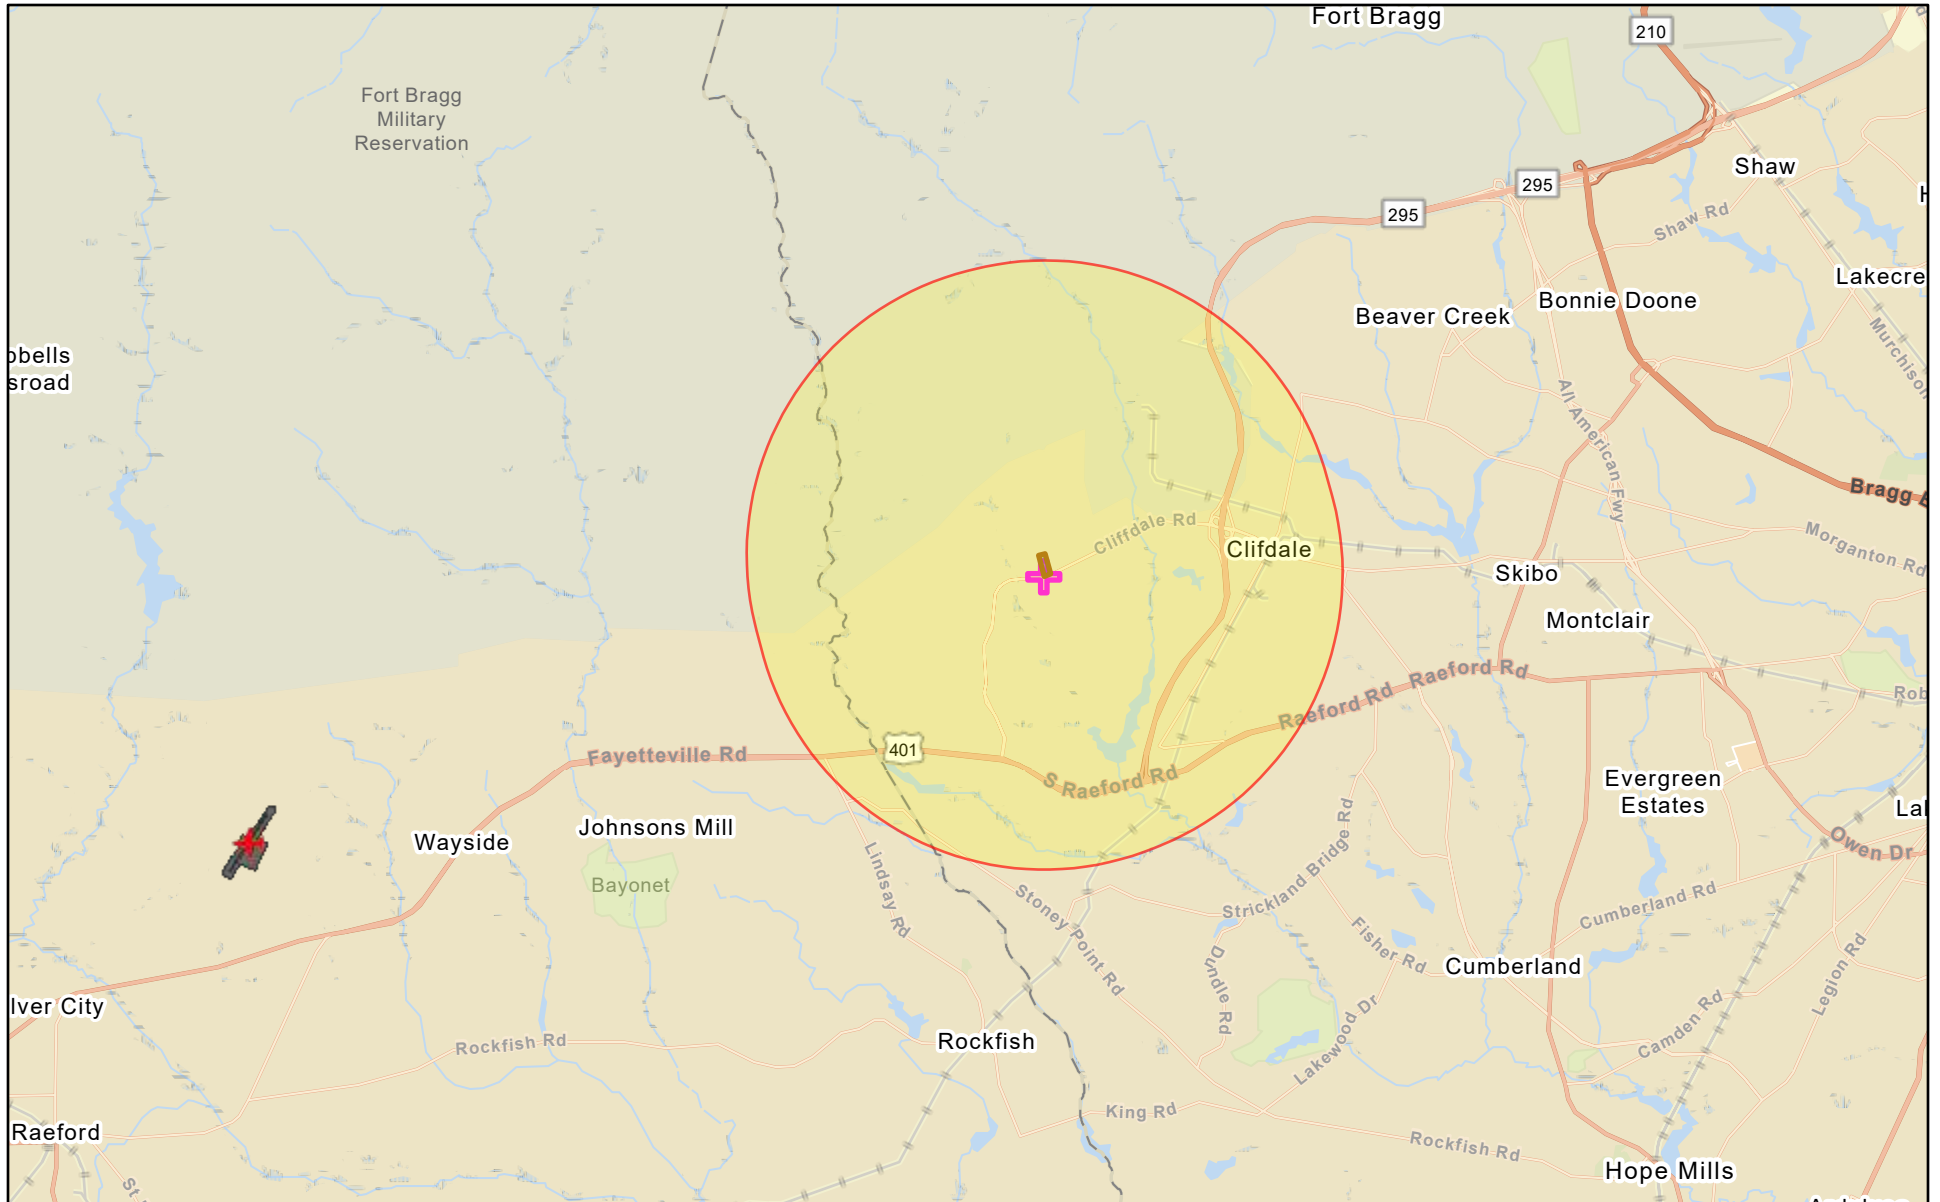 Fort Bragg
210
Fort Bragg
Military
Reservation
Shaw
295
295
Shaw Rd
Lakecre
Bonnie Doone
Beaver Creek
Murchison
bbells
sroad
All American Fwy
Bragg
Cliffdale Rd
Clifdale
Morganton Rd
Skibo
Montclair
Raeford Rd
Raeford Rd
Rob
401
Fayetteville Rd
S Raeford Rd
Evergreen
Estates
Lal
Johnsons Mill
Wayside
Owen Dr
Bayonet
Lindsay Rd
Stoney Point Rd
Strickland Bridge Rd
Cumberland Rd
Fisher Rd
Dundle Rd
Cumberland
Legion Rd
lver City
Camden Rd
Rockfish Rd
Rockfish
Lakewood Dr
King Rd
Raeford
Rockfish Rd
Hope Mills
St